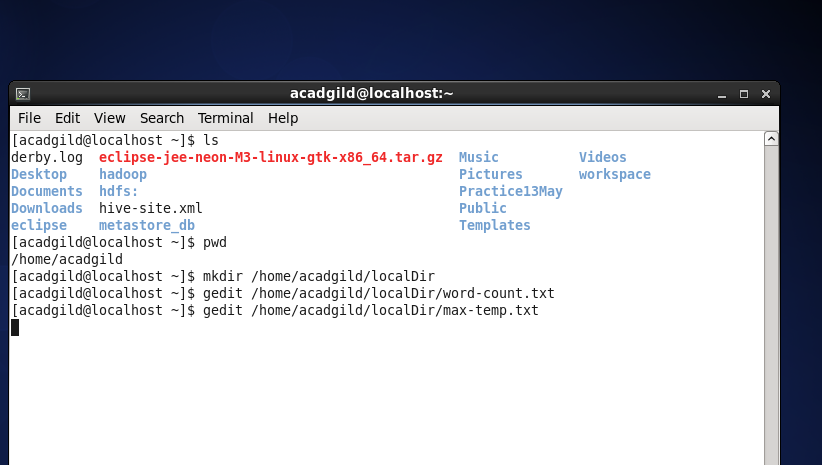 acadgild@localhost:~
File Edit View Search Terminal Help
[acadgild@localhost ~]$ ls
derby.log eclipse-jee-neon-M3-linux-gtk-x86_64.tar.gz Music Videos
Desktop hadoop Pictures workspace
Documents hdfs: Practice13May
Downloads hive-site.xml Public
eclipse metastore_db Templates
[acadgild@localhost ~]$ pwd
/home/acadgild
[acadgild@localhost ~]$ mkdir /home/acadgild/localDir
[acadgild@localhost ~]$ gedit /home/acadgild/localDir/word-count.txt
[acadgild@localhost ~]$ gedit /home/acadgild/localDir/max-temp.txt